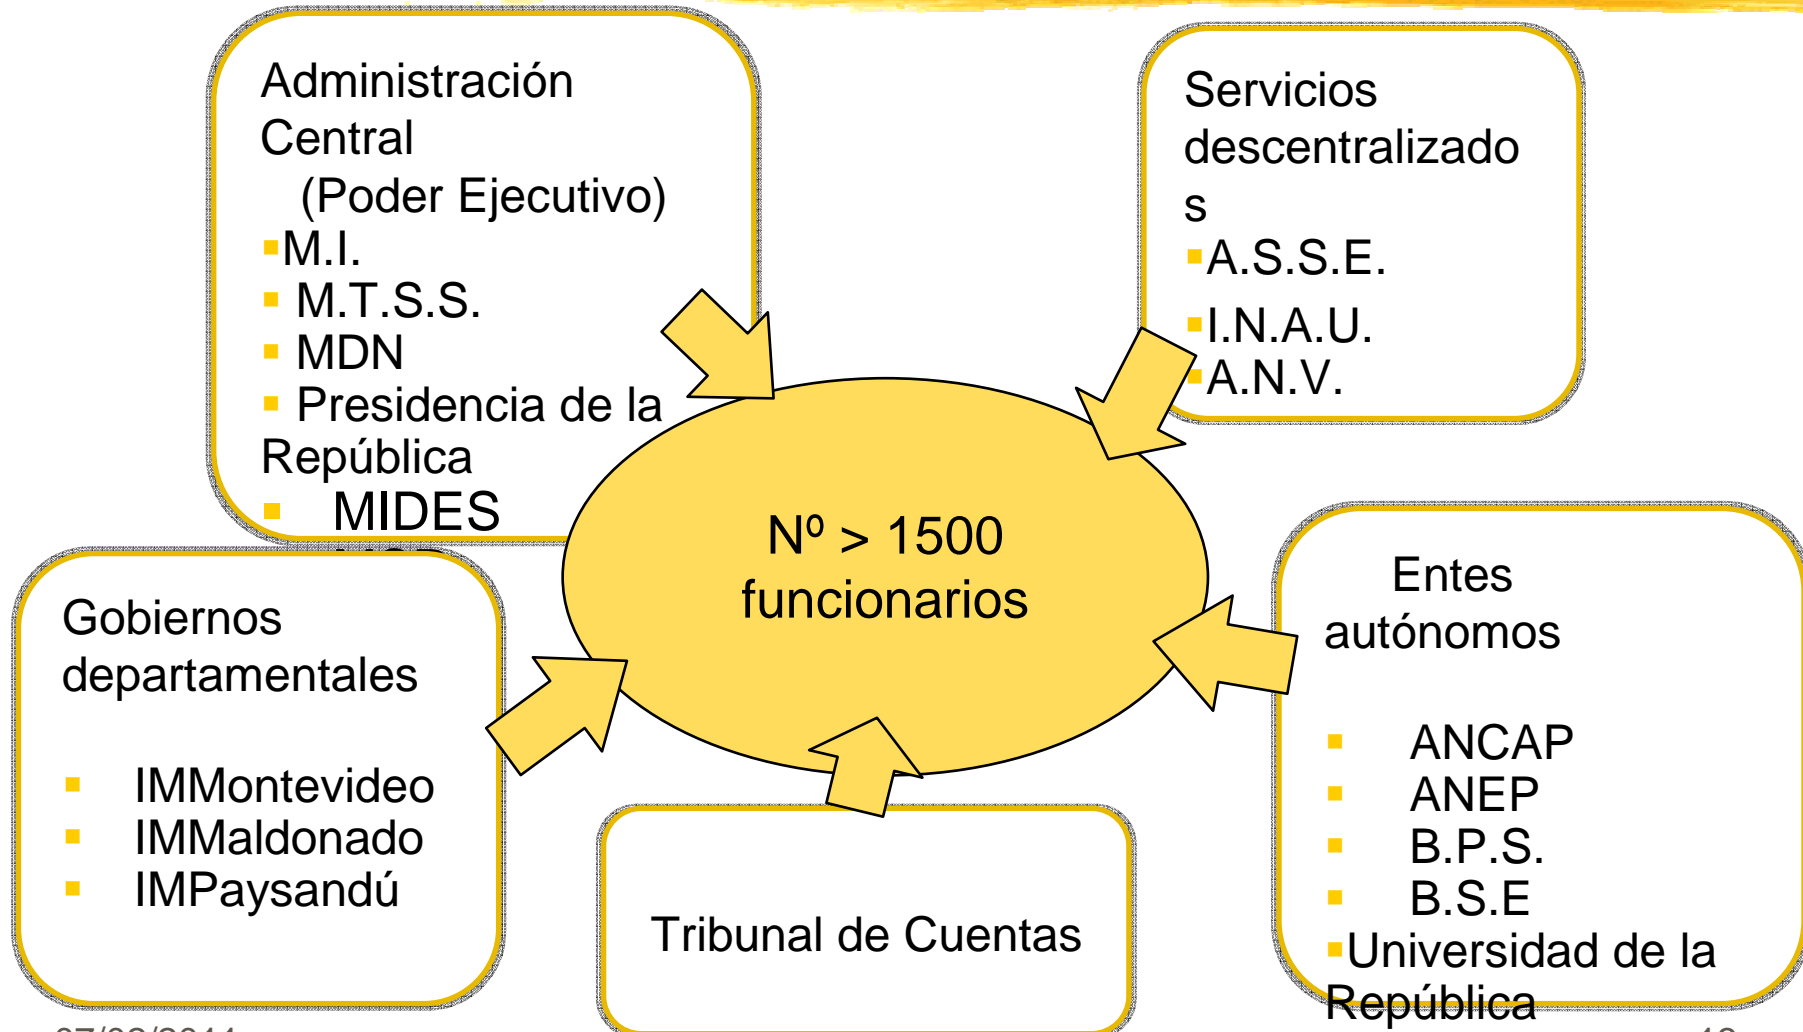 Administración
Central
(Poder Ejecutivo)
▪M.I.
▪ M.T.S.S.
▪ MDN
▪ Presidencia de la
República
▪ MIDES
Servicios
descentralizado
s
▪A.S.S.E.
▪I.N.A.U.
▪A.N.V.
Nº > 1500
funcionarios
Gobiernos
departamentales
▪ IMMontevideo
▪ IMMaldonado
▪ IMPaysandú
Tribunal de Cuentas
Entes
autónomos
▪ ANCAP
▪ ANEP
▪ B.P.S.
▪ B.S.E
▪Universidad de la
República